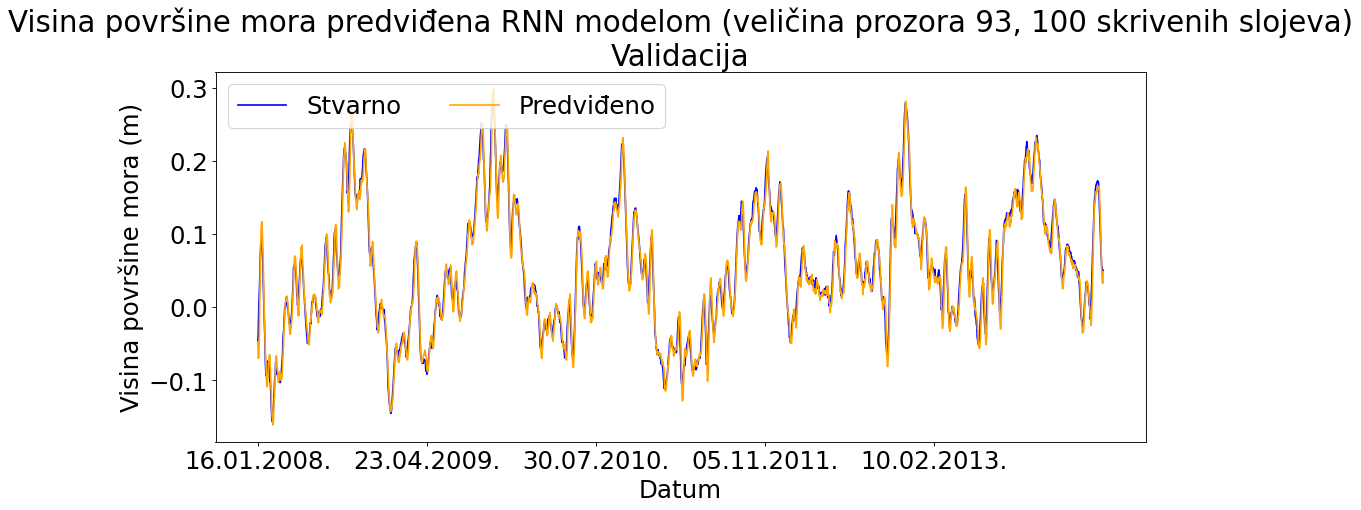 Visina površine mora predviđena RNN modelom (veličina prozora 93, 100 skrivenih slojeva)
Validacija
Stvarno Predviđeno
Visina površine mora (m)
0.3
0.2
0.1
0.0
−0.1
16.01.2008. 23.04.2009. 30.07.2010. 05.11.2011. 10.02.2013.
Datum